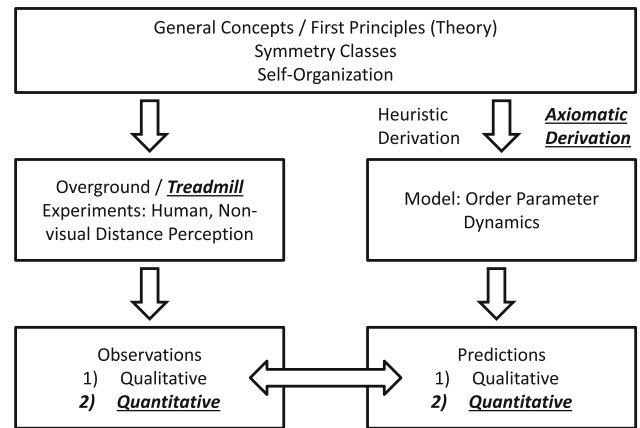 General Concepts / First Principles (Theory)
Symmetry Classes
Self-Organization
Heuristic
Derivation
Axiomatic
Derivation
Overground / Treadmill
Experiments: Human, Non-
visual Distance Perception
Model: Order Parameter
Dynamics
Observations
1) Qualitative
2) Quantitative
Predictions
1) Qualitative
2) Quantitative